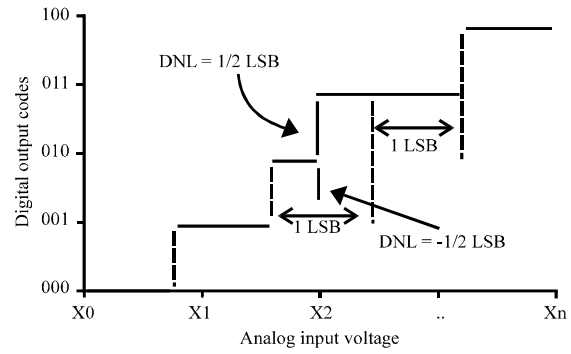 100
DNL = 1/2 LSB
011
1 LSB
010
Digital output codes
001
1 LSB
DNL = -1/2 LSB
000
X0
X1
X2
..
Xn
Analog input voltage